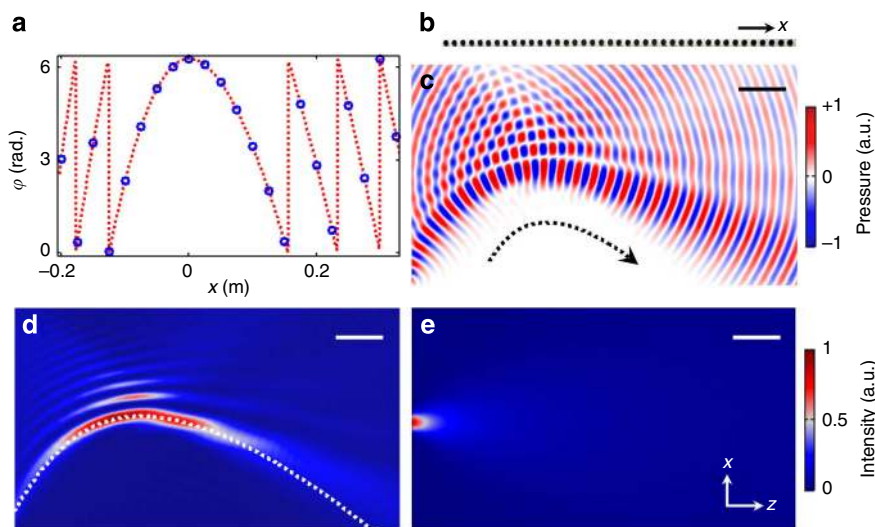 a
φ (rad.)
6
3
0
−0.2
0
0.2
x (m)
b
x
c
+1
0
−1
Pressure (a.u.)
d
e
x
z
1
0.5
0
Intensity (a.u.)